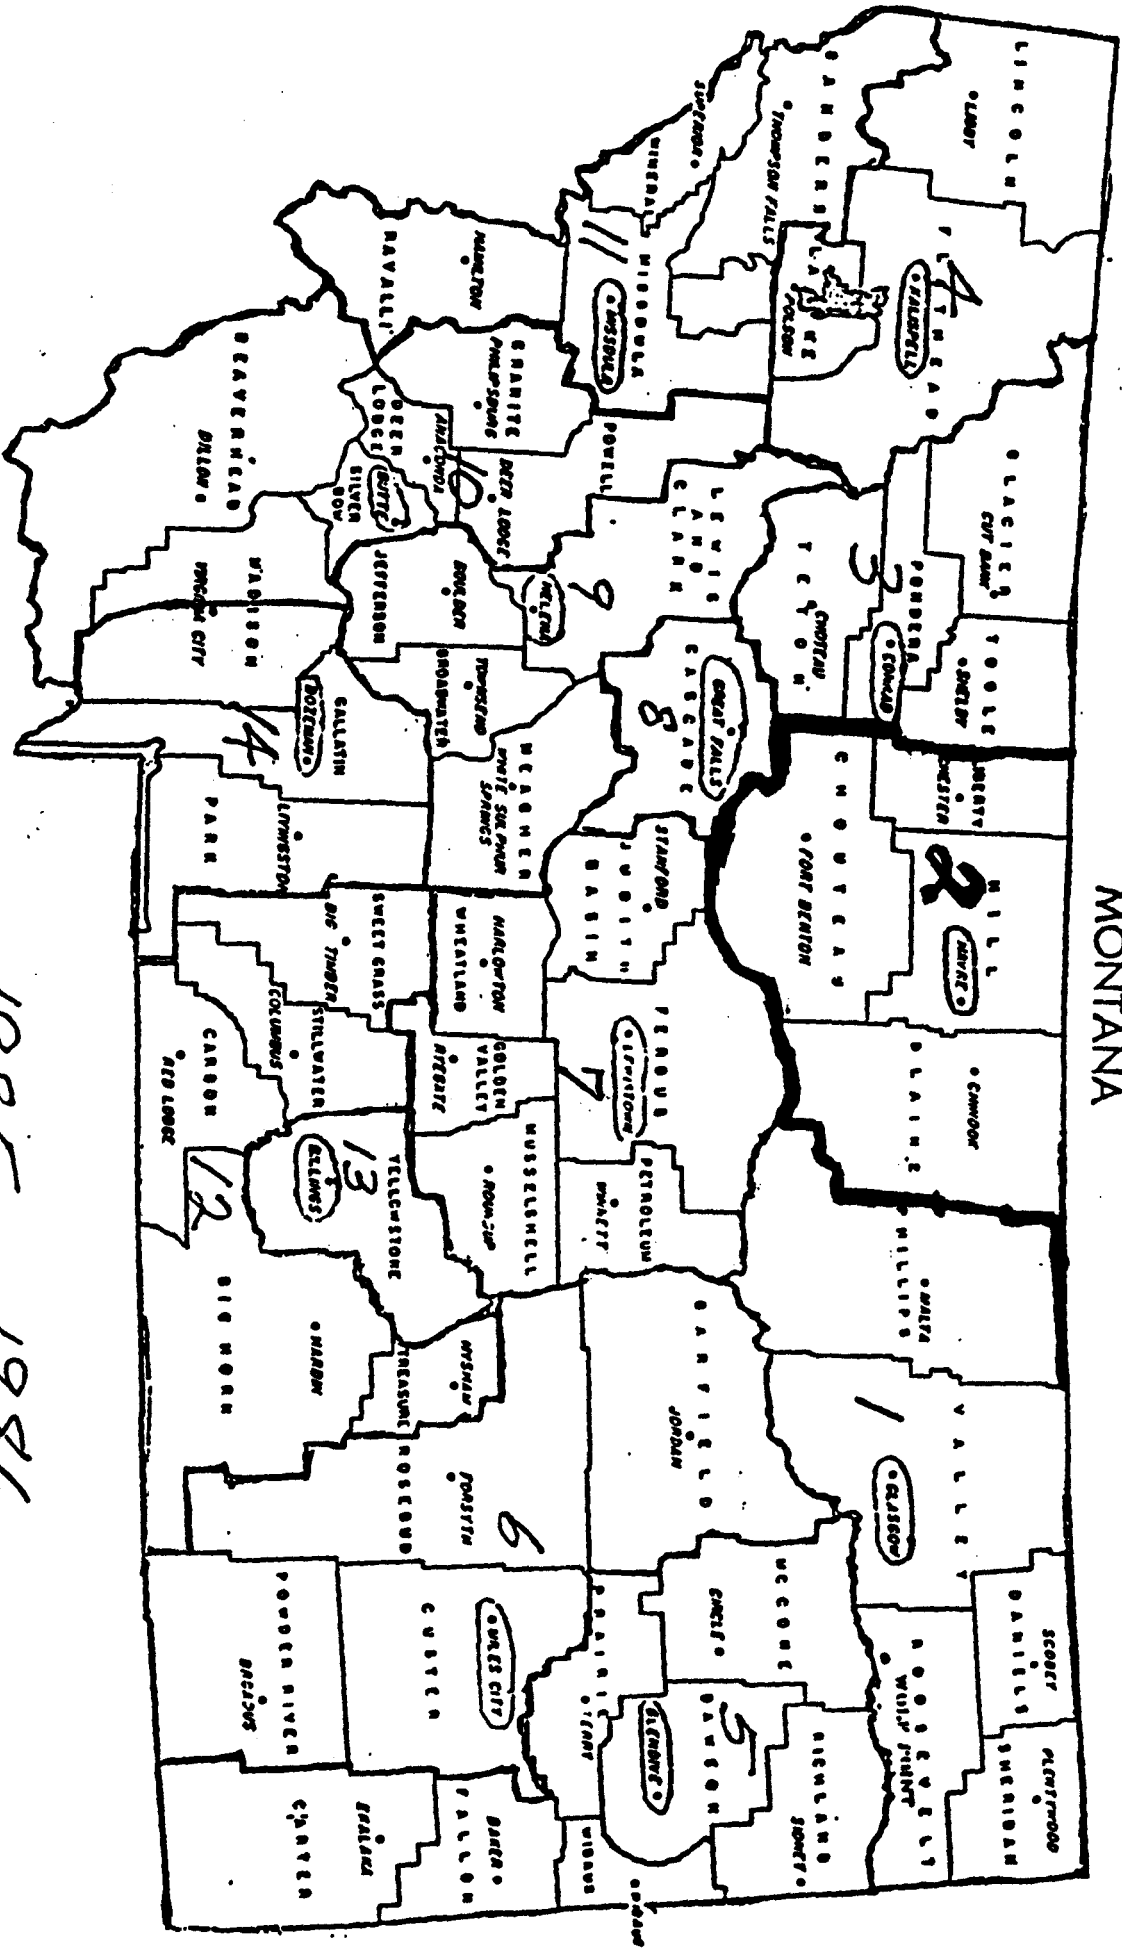 MONTANA
LINCOLN
LIBBY
FLATHEAD
4
KALISPELL
SANDERS
THOMPSON FALLS
LAKE
POLSON
MINERAL
SUPERIOR
MISSOULA
11
MISSOULA
RAVALLI
HAMILTON
GRANITE
PHILIPSBURG
POWELL
DEER LODGE
10
DEER LODGE
ANACONDA
SILVER BOW
BUTTE
BEAVERHEAD
DILLON
MADISON
VIRGINIA CITY
JEFFERSON
BOULDER
LEWIS AND CLARK
9
HELENA
BROADWATER
TOWNSEND
GLACIER
CUT BANK
TOOLE
SHELBY
PONDERA
3
CONRAD
TETON
CHOTEAU
CASCADE
GREAT FALLS
8
MEAGHER
WHITE SULPHUR SPRINGS
GALLATIN
BOZEMAN
14
PARK
LIVINGSTON
CHESTER
CHOUTEAU
FORT BENTON
HILL
2
HAVRE
BLAINE
CHINOOK
JUDITH BASIN
STANFORD
FERGUS
LEWISTOWN
7
WHEATLAND
HARLOWTON
SWEET GRASS
BIG TIMBER
STILLWATER
COLUMBUS
GOLDEN VALLEY
RYEGATE
CARBON
RED LODGE
12
MUSSELSHELL
ROUNDUP
PETROLEUM
WINNETT
YELLOWSTONE
13
BILLINGS
BIG HORN
HARDIN
TREASURE
HYSHAM
PHILLIPS
MALTA
VALLEY
1
GLASGOW
GARFIELD
JORDAN
ROSEBUD
FORSYTH
6
DANIELS
SCOBEY
SHERIDAN
PLENTYWOOD
ROOSEVELT
WOLF POINT
MCCONE
CIRCLE
RICHLAND
SIDNEY
DAWSON
5
GLENDIVE
PRAIRIE
TERRY
WIBAUX
WIBAUX
CUSTER
MILES CITY
FALLON
BAKER
POWDER RIVER
BROADUS
CARTER
EKALAKA